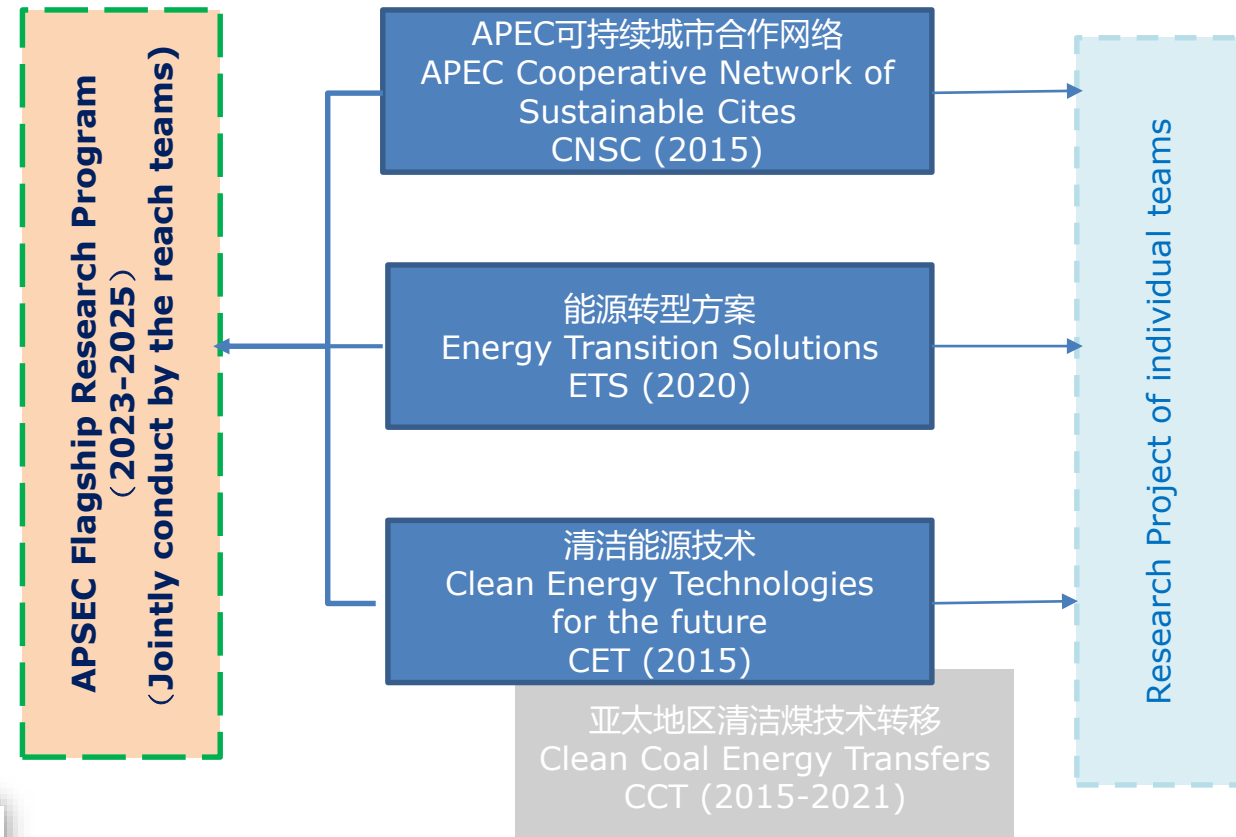 APSEC Flagship Research Program
（2023–2025）
（Jointly conduct by the reach teams)
APEC可持续城市合作网络
APEC Cooperative Network of
Sustainable Cites
CNSC (2015)
能源转型方案
Energy Transition Solutions
ETS (2020)
清洁能源技术
Clean Energy Technologies
for the future
CET (2015)
亚太地区清洁煤技术转移
Clean Coal Energy Transfers
CCT (2015-2021)
Research Project of individual teams